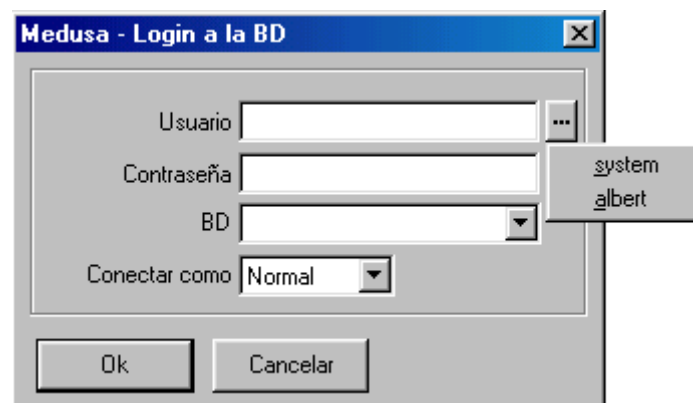 Medusa - Login a la BD
Usuario
...
system
Contraseña
albert
BD
Conectar como Normal
Ok Cancelar